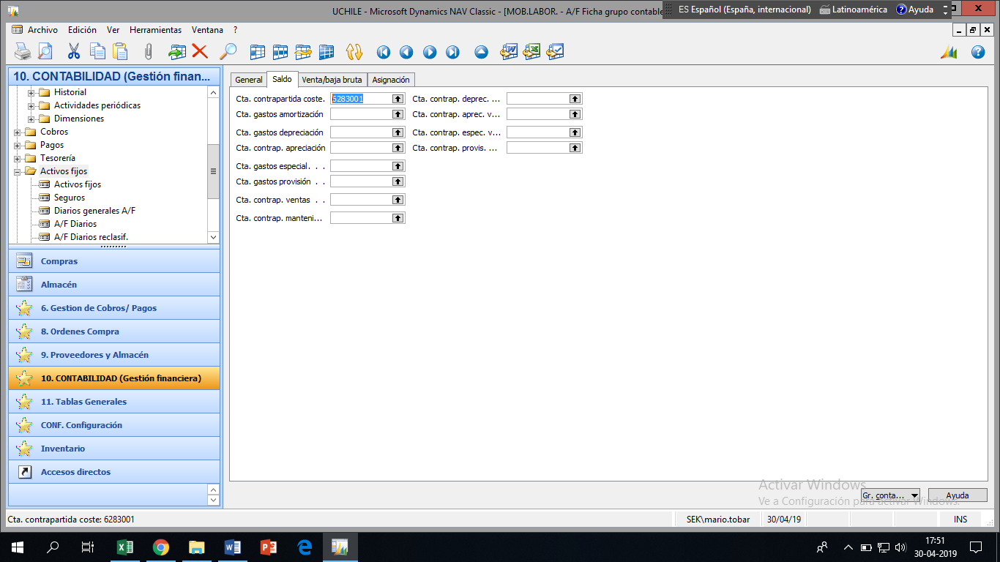 UCHILE - Microsoft Dynamics NAV Classic - [MOB.LABOR. - A/F Ficha grupo contable
ES Español (España, internacional) Latinoamérica Ayuda
Archivo Edición Ver Herramientas Ventana ?
10. CONTABILIDAD (Gestión finan...
Historial
Actividades periódicas
Dimensiones
Cobros
Pagos
Tesorería
Activos fijos
Activos fijos
Seguros
Diarios generales A/F
A/F Diarios
A/F Diarios reclasif.
Compras
Almacén
6. Gestion de Cobros/ Pagos
8. Ordenes Compra
9. Proveedores y Almacén
10. CONTABILIDAD (Gestión financiera)
11. Tablas Generales
CONF. Configuración
Inventario
Accesos directos
General Saldo Venta/baja bruta Asignación
Cta. contrapartida coste. 6283001 Cta. contrap. deprec. ...
Cta. gastos amortización Cta. contrap. aprec. v...
Cta. gastos depreciación Cta. contrap. espec. v...
Cta. contrap. apreciación Cta. contrap. provis. ...
Cta. gastos especial. . .
Cta. gastos provisión . .
Cta. contrap. ventas . .
Cta. contrap. manteni...
Activar Windows
Ve a Configuración para activar Windows.
Gr. conta... Ayuda
Cta. contrapartida coste: 6283001 SEK\mario.tobar 30/04/19 INS
17:51
30-04-2019